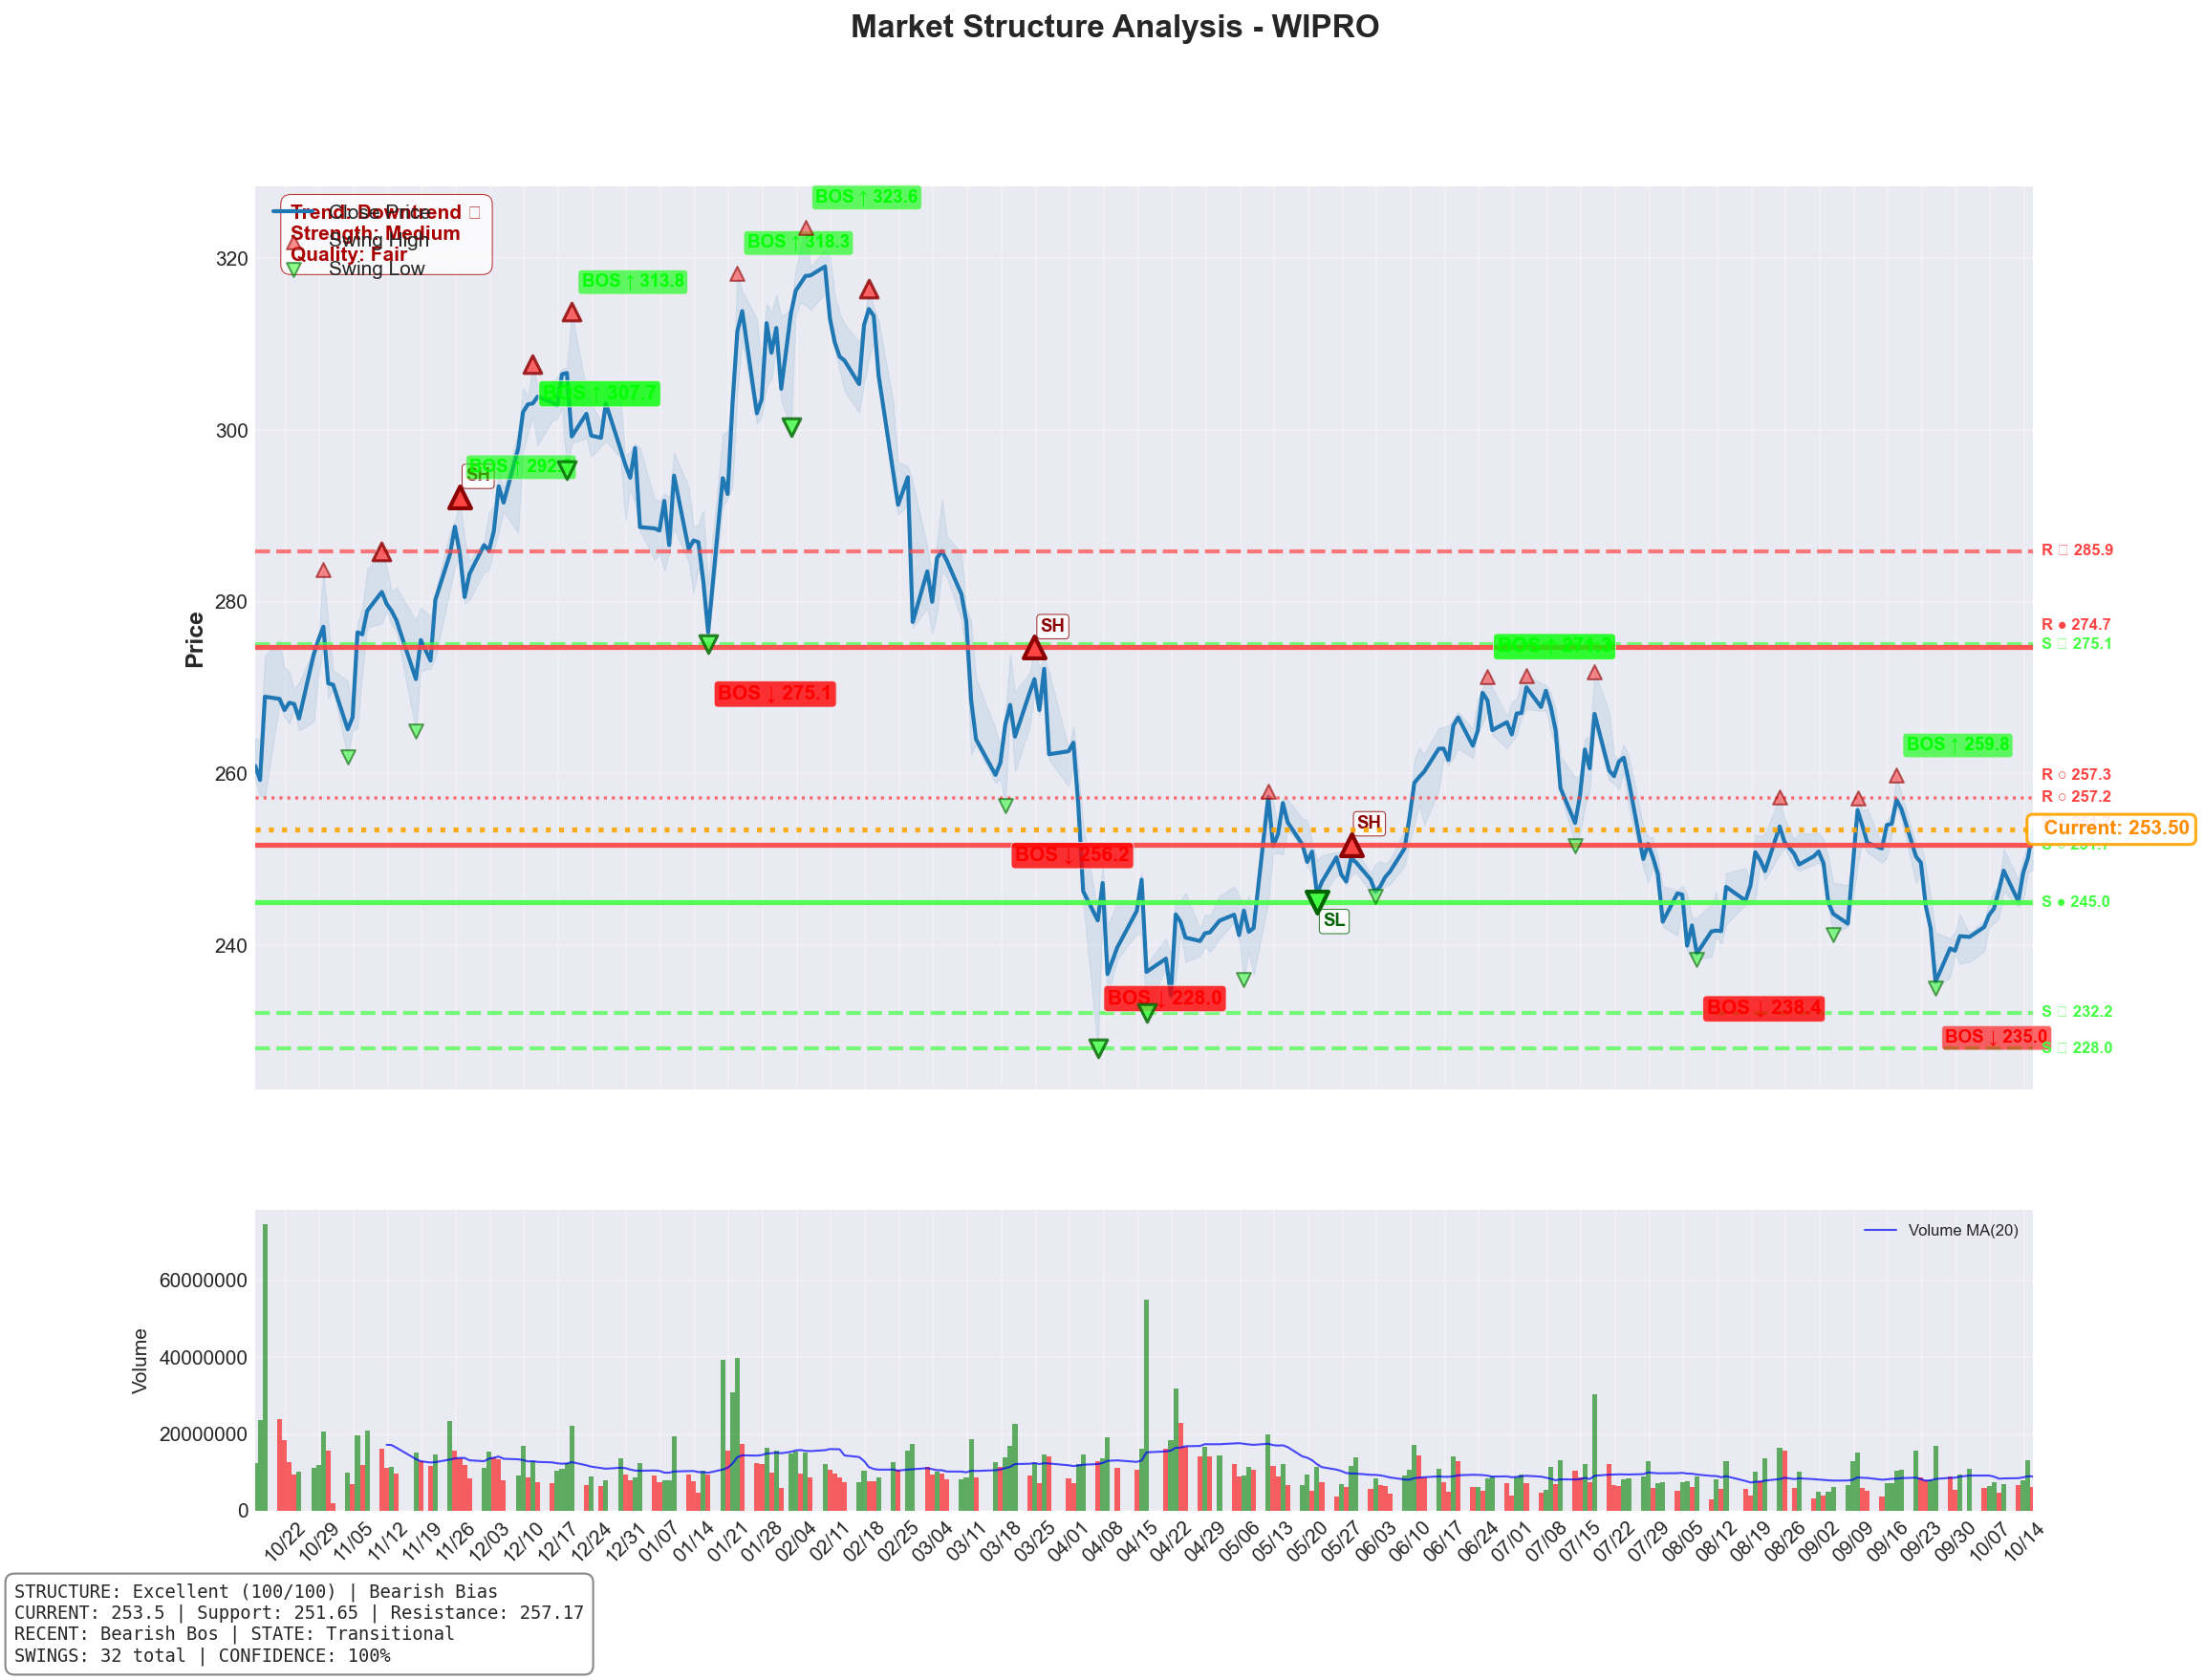 Market Structure Analysis - WIPRO
Trend: Downtrend
Strength: Medium
Quality: Fair
Close Price
Swing High
Swing Low
BOS ↑ 323.6
BOS ↑ 318.3
BOS ↑ 313.8
BOS ↑ 307.7
BOS ↑ 292.
SH
BOS ↓ 275.1
SH
BOS ↑ 271.3
BOS ↑ 259.8
BOS ↓ 256.2
SH
SL
BOS ↓ 228.0
BOS ↓ 238.4
BOS ↓ 235.0
R 285.9
R ● 274.7
S 275.1
R ○ 257.3
R ○ 257.2
Current: 253.50
S ○ 251.7
S ● 245.0
S 232.2
S 228.0
Price
320
300
280
260
240
Volume MA(20)
Volume
60000000
40000000
20000000
0
10/22
10/29
11/05
11/12
11/19
11/26
12/03
12/10
12/17
12/24
12/31
01/07
01/14
01/21
01/28
02/04
02/11
02/18
02/25
03/04
03/11
03/18
03/25
04/01
04/08
04/15
04/22
04/29
05/06
05/13
05/20
05/27
06/03
06/10
06/17
06/24
07/01
07/08
07/15
07/22
07/29
08/05
08/12
08/19
08/26
09/02
09/09
09/16
09/23
09/30
10/07
10/14
STRUCTURE: Excellent (100/100) | Bearish Bias
CURRENT: 253.5 | Support: 251.65 | Resistance: 257.17
RECENT: Bearish Bos | STATE: Transitional
SWINGS: 32 total | CONFIDENCE: 100%